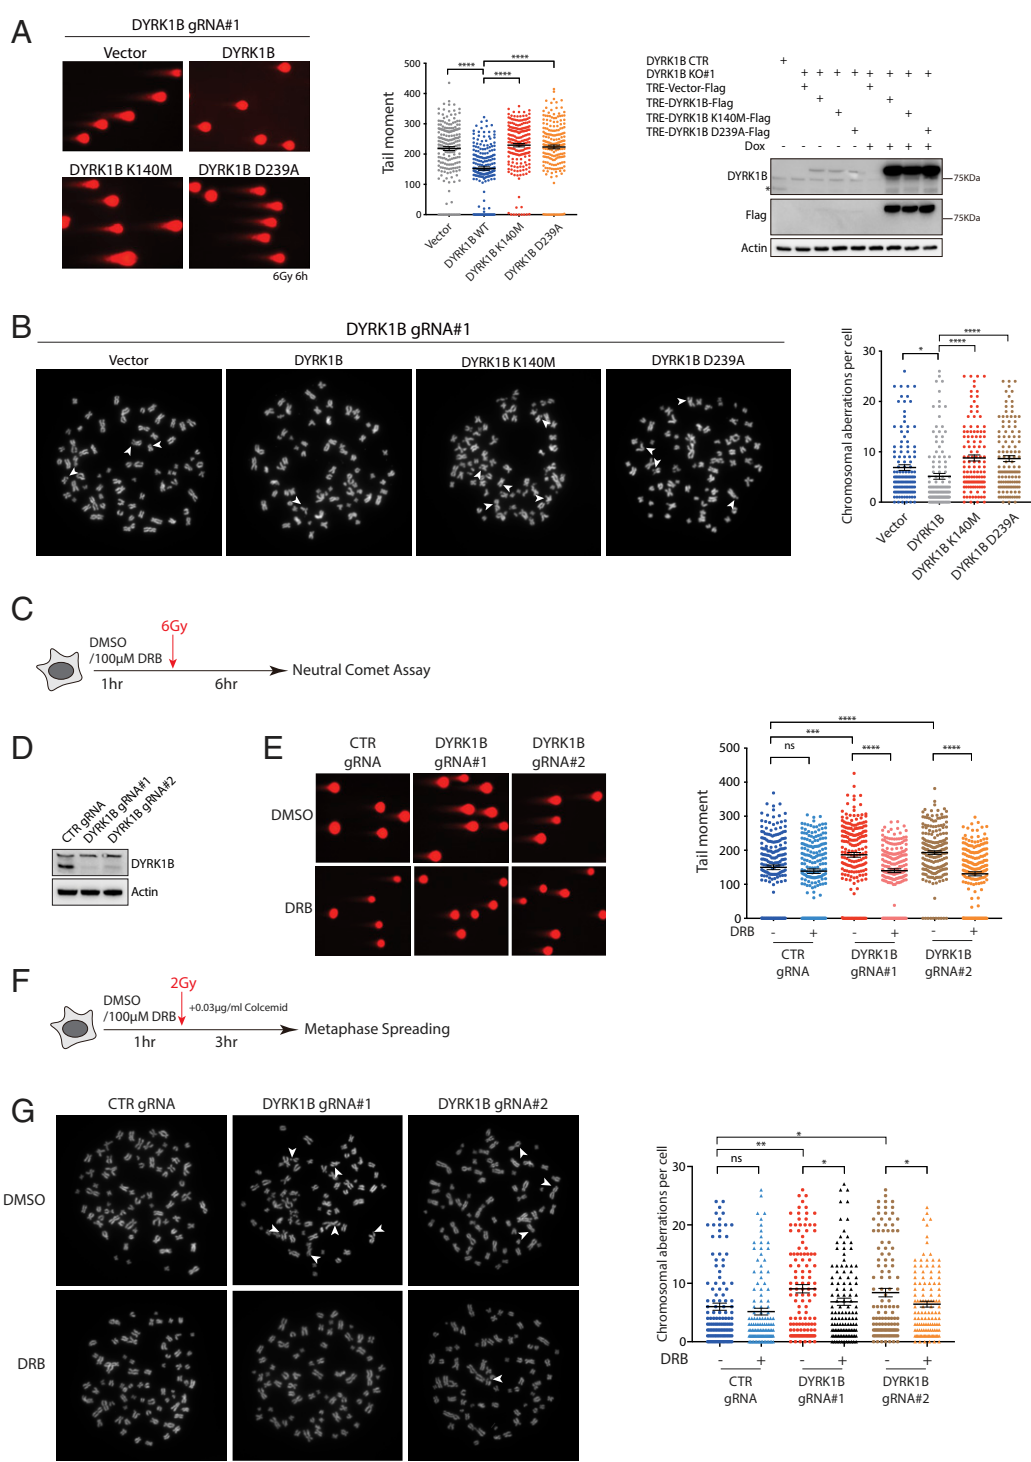 A
DYRK1B gRNA#1
Vector
DYRK1B
DYRK1B K140M
DYRK1B D239A
6Gy 6h
Tail moment
500
400
300
200
100
0
****
****
****
Vector
DYRK1B WT
DYRK1B K140M
DYRK1B D239A
DYRK1B CTR +
DYRK1B KO#1 + + + + + + + +
TRE-Vector-Flag + +
TRE-DYRK1B-Flag + +
TRE-DYRK1B K140M-Flag + +
TRE-DYRK1B D239A-Flag + +
Dox - - - - - + + + +
DYRK1B
*
75KDa
Flag
75KDa
Actin
B
DYRK1B gRNA#1
Vector
DYRK1B
DYRK1B K140M
DYRK1B D239A
Chromosomal aberrations per cell
30
20
10
0
*
****
****
Vector
DYRK1B
DYRK1B K140M
DYRK1B D239A
C
DMSO
/100μM DRB
6Gy
1hr
6hr
Neutral Comet Assay
D
CTR gRNA
DYRK1B gRNA#1
DYRK1B gRNA#2
DYRK1B
Actin
E
CTR
gRNA
DYRK1B
gRNA#1
DYRK1B
gRNA#2
DMSO
DRB
Tail moment
500
400
300
200
100
0
****
***
ns
****
****
DRB - + - + - +
CTR
gRNA
DYRK1B
gRNA#1
DYRK1B
gRNA#2
F
DMSO
/100μM DRB
2Gy
+0.03μg/ml Colcemid
1hr
3hr
Metaphase Spreading
G
CTR gRNA
DYRK1B gRNA#1
DYRK1B gRNA#2
DMSO
DRB
Chromosomal aberrations per cell
30
20
10
0
*
**
ns
*
*
DRB - + - + - +
CTR
gRNA
DYRK1B
gRNA#1
DYRK1B
gRNA#2